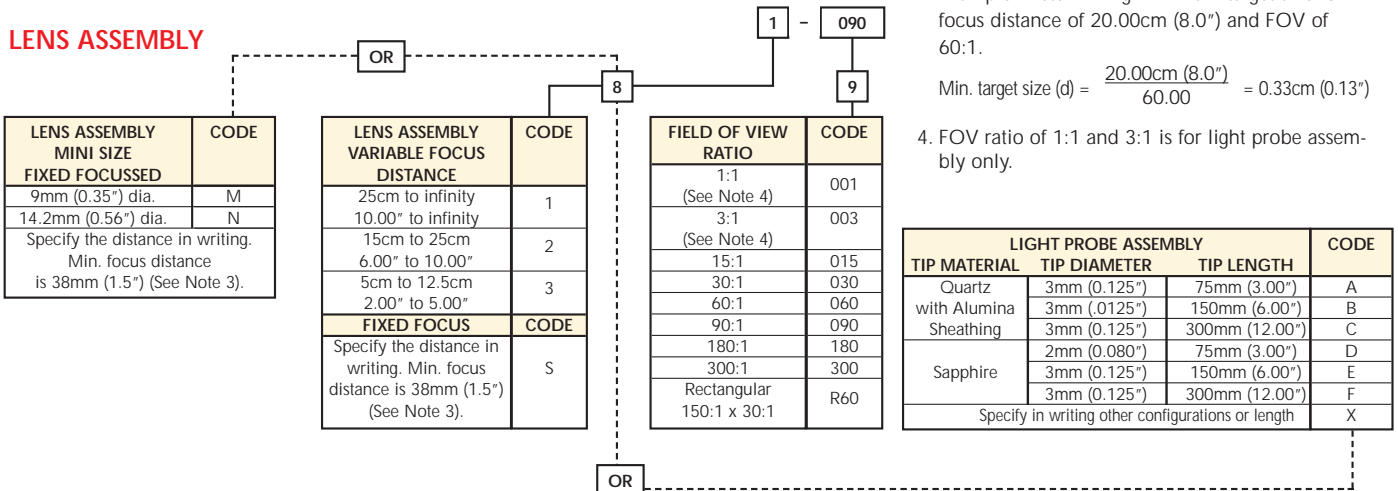 1 – 090
focus distance of 20.00cm (8.0") and FOV of
60:1.
Min. target size (d) = 20.00cm (8.0") / 60.00 = 0.33cm (0.13")
4. FOV ratio of 1:1 and 3:1 is for light probe assem-
bly only.
LENS ASSEMBLY
OR
8
9
LENS ASSEMBLY MINI SIZE FIXED FOCUSSED CODE
9mm (0.35") dia. M
14.2mm (0.56") dia. N
Specify the distance in writing.
Min. focus distance
is 38mm (1.5") (See Note 3).
LENS ASSEMBLY VARIABLE FOCUS DISTANCE CODE
25cm to infinity
10.00" to infinity 1
15cm to 25cm
6.00" to 10.00" 2
5cm to 12.5cm
2.00" to 5.00" 3
FIXED FOCUS CODE
Specify the distance in
writing. Min. focus
distance is 38mm (1.5")
(See Note 3). S
FIELD OF VIEW RATIO CODE
1:1
(See Note 4) 001
3:1
(See Note 4) 003
15:1 015
30:1 030
60:1 060
90:1 090
180:1 180
300:1 300
Rectangular
150:1 x 30:1 R60
LIGHT PROBE ASSEMBLY CODE
TIP MATERIAL TIP DIAMETER TIP LENGTH
Quartz 3mm (0.125") 75mm (3.00") A
with Alumina 3mm (.0125") 150mm (6.00") B
Sheathing 3mm (0.125") 300mm (12.00") C
2mm (0.080") 75mm (3.00") D
Sapphire 3mm (0.125") 150mm (6.00") E
3mm (0.125") 300mm (12.00") F
Specify in writing other configurations or length X
OR